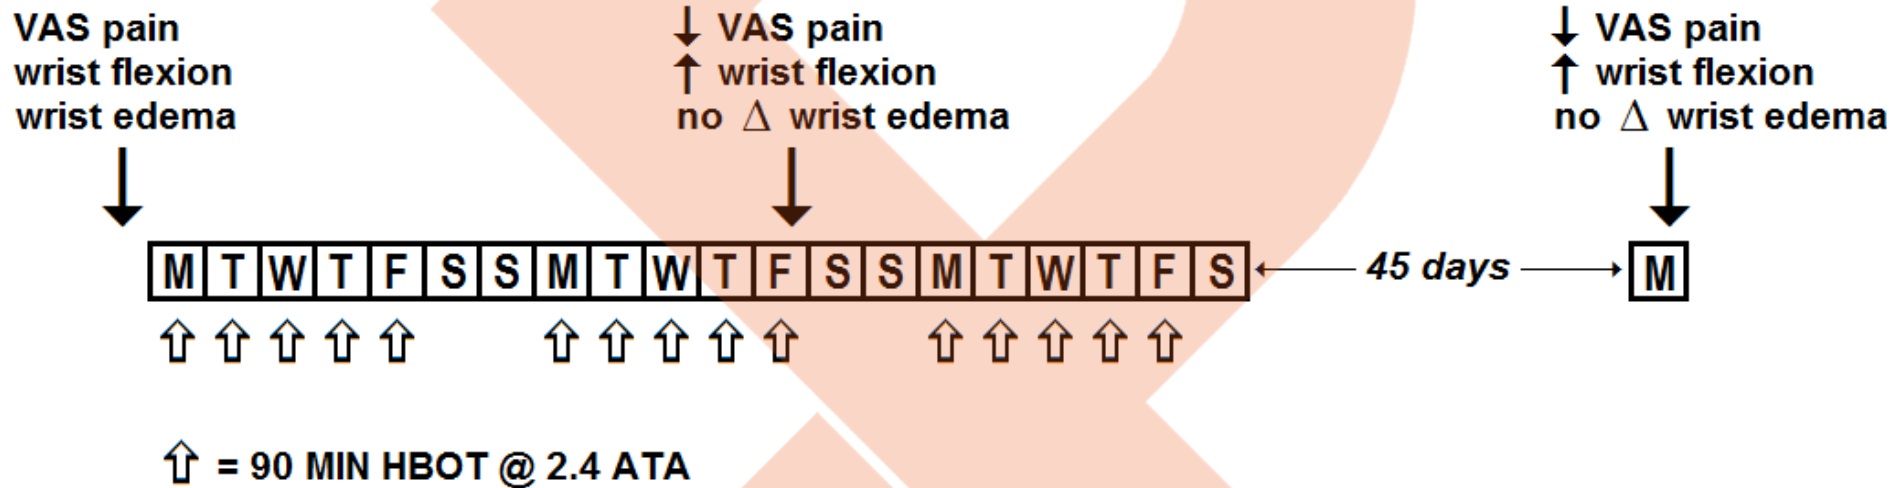 VAS pain
wrist flexion
wrist edema
↓ VAS pain
↑ wrist flexion
no Δ wrist edema
↓ VAS pain
↑ wrist flexion
no Δ wrist edema
M T W T F S S M T W T F S S M T W T F S
45 days
M
⇧ = 90 MIN HBOT @ 2.4 ATA